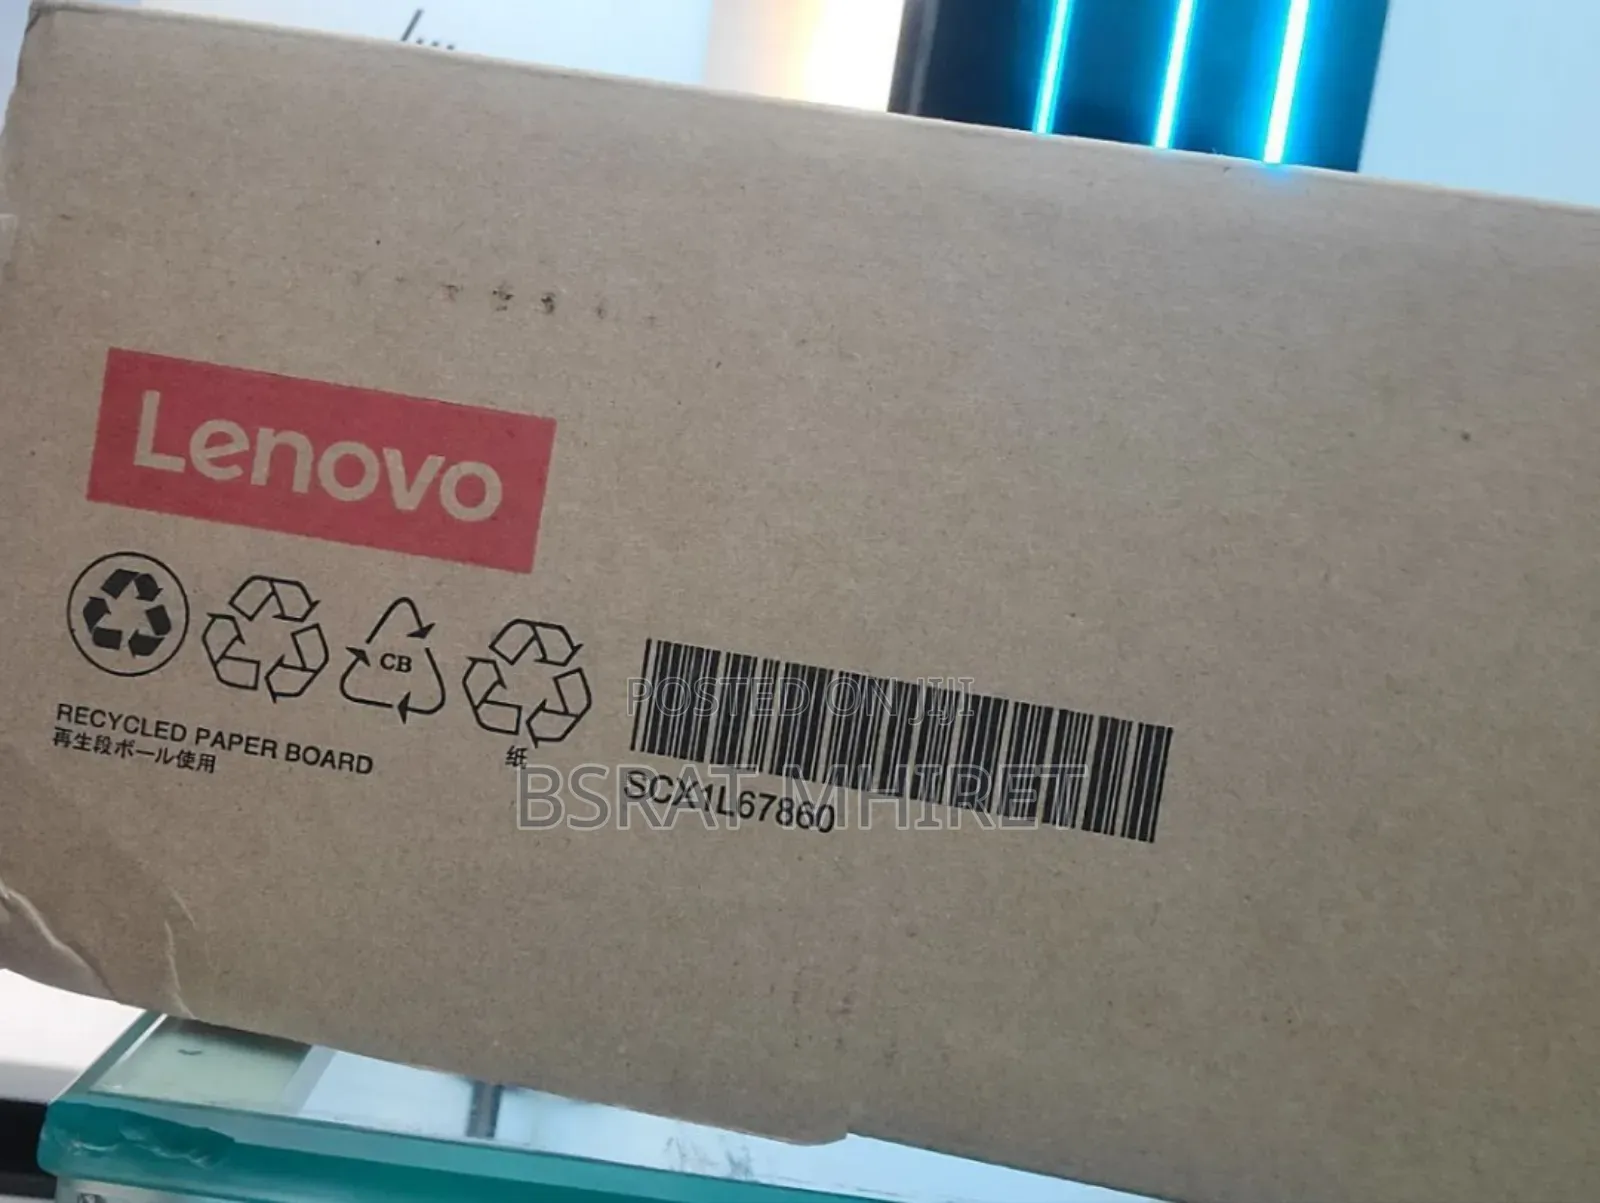 Lenovo
CB
RECYCLED PAPER BOARD
再生段ボール使用
纸
POSTED ON JIJI
BSRAT MHIRET
SCX1L67860